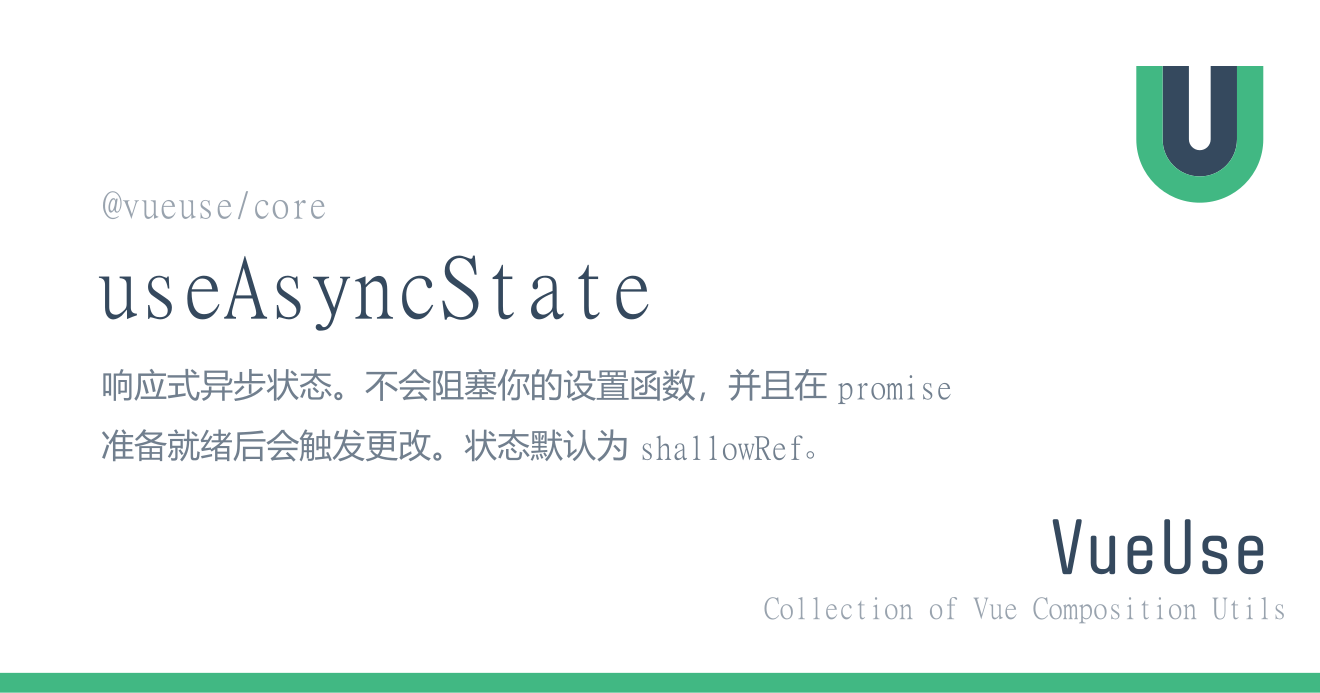 @vueuse/core
useAsyncState
响应式异步状态。不会阻塞你的设置函数，并且在 promise
准备就绪后会触发更改。状态默认为 shallowRef。
VueUse
Collection of Vue Composition Utils